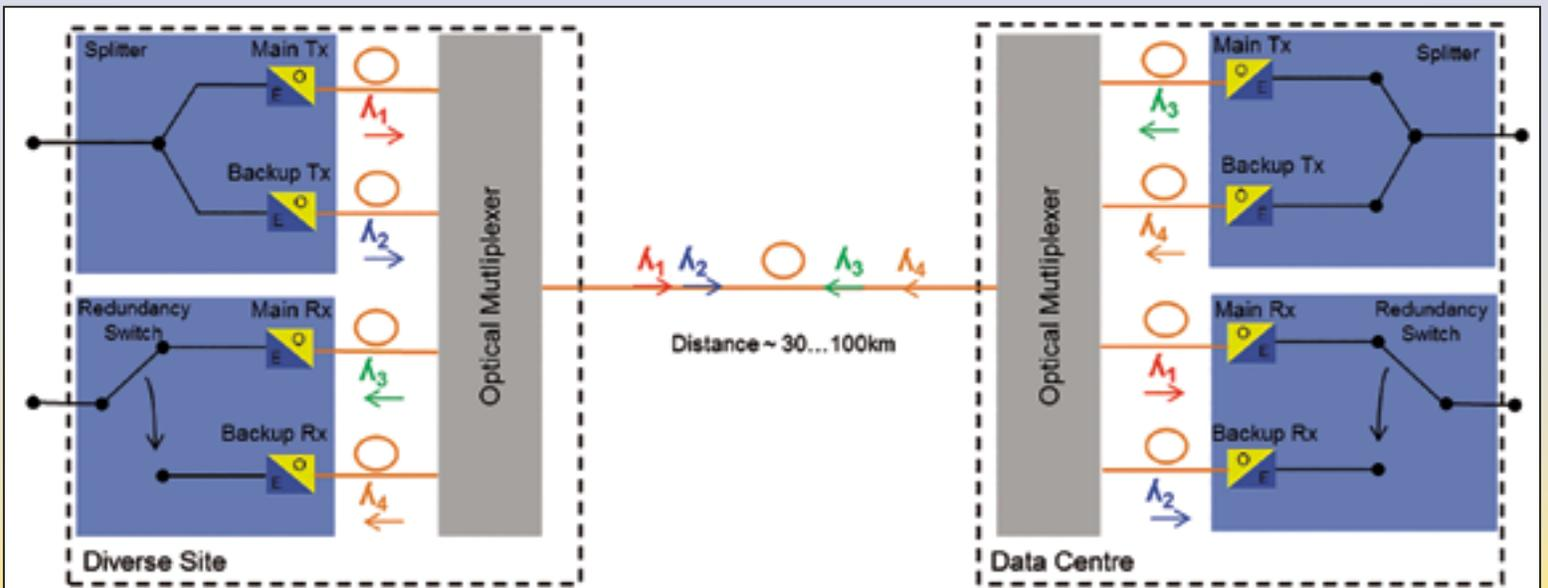 Splitter
Main Tx
O
E
λ1
Backup Tx
O
E
λ2
Redundancy
Switch
Main Rx
O
E
λ3
Backup Rx
O
E
λ4
Diverse Site
Optical Mutliplexer
λ1 λ2 λ3 λ4
Distance ~ 30...100km
Optical Mutliplexer
λ3
Main Tx
O
E
Splitter
λ4
Backup Tx
O
E
λ1
Main Rx
O
E
Redundancy
Switch
λ2
Backup Rx
O
E
Data Centre